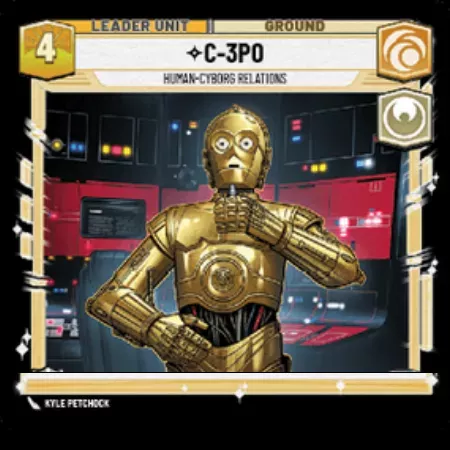 LEADER UNIT
GROUND
4
C-3PO
HUMAN-CYBORG RELATIONS
KYLE PETCHOCK